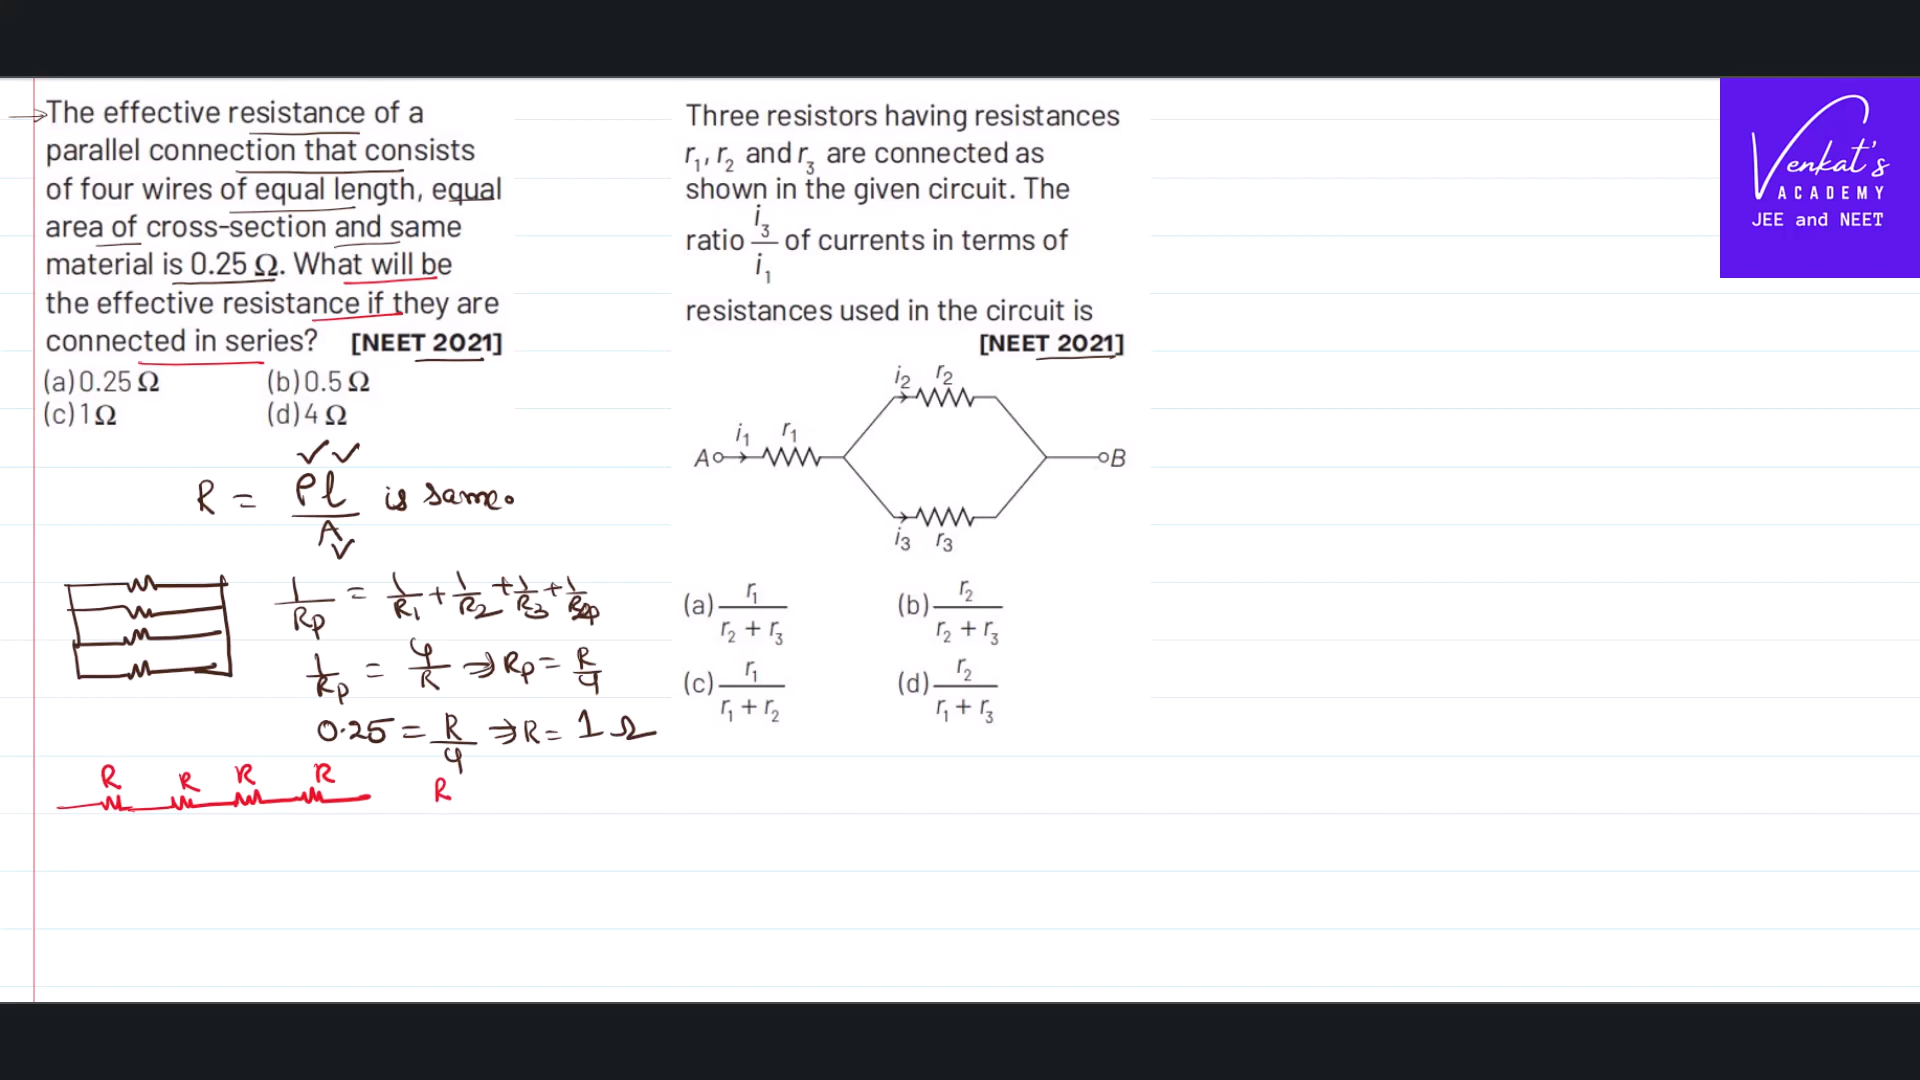 The effective resistance of a
parallel connection that consists
of four wires of equal length, equal
area of cross-section and same
material is 0.25 Ω. What will be
the effective resistance if they are
connected in series? [NEET 2021]
(a) 0.25 Ω (b) 0.5 Ω
(c) 1 Ω (d) 4 Ω
R = ρl/A is same.
1/Rp = 1/R1 + 1/R2 + 1/R3 + 1/R4
1/Rp = 4/R ⇒ Rp = R/4
0.25 = R/4 ⇒ R = 1 Ω
R R R R R
Three resistors having resistances
r₁, r₂ and r₃ are connected as
shown in the given circuit. The
ratio i₃/i₁ of currents in terms of
resistances used in the circuit is
[NEET 2021]
i₂ r₂
i₁ r₁
A B
i₃ r₃
(a) r₁/(r₂ + r₃) (b) r₂/(r₂ + r₃)
(c) r₁/(r₁ + r₂) (d) r₂/(r₁ + r₃)
Venkat's
ACADEMY
JEE and NEET